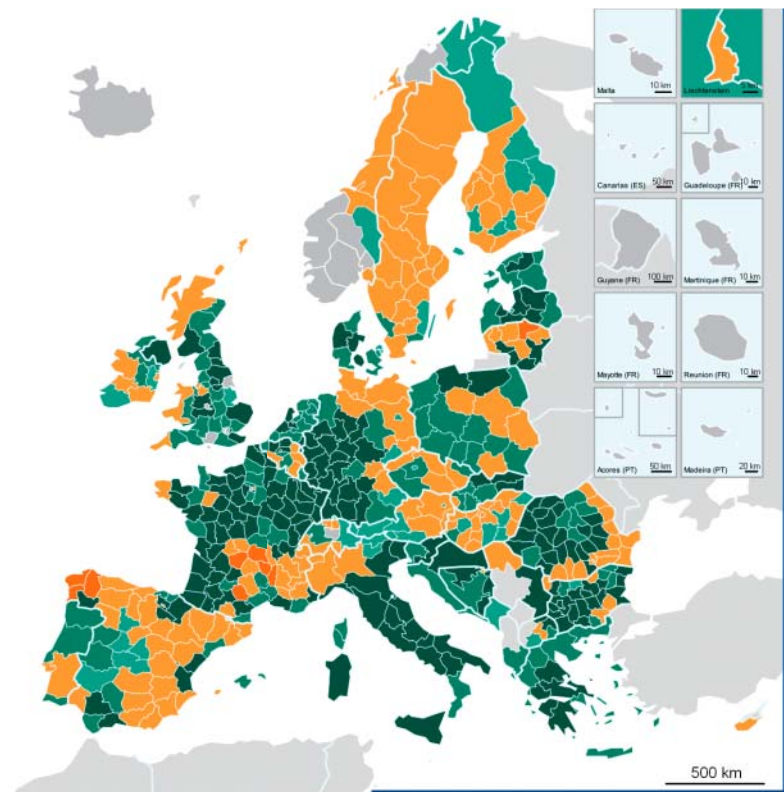 Malta
10 km
Liechtenstein
5 km
Canarias (ES)
50 km
Guadeloupe (FR)
10 km
Guyane (FR)
100 km
Martinique (FR)
10 km
Mayotte (FR)
10 km
Reunion (FR)
10 km
Acores (PT)
50 km
Madeira (PT)
20 km
500 km